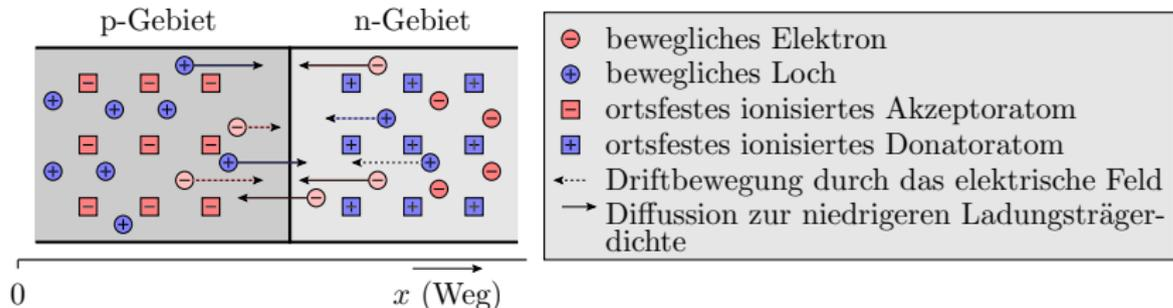 p-Gebiet
n-Gebiet
0
x (Weg)
bewegliches Elektron
bewegliches Loch
ortsfestes ionisiertes Akzeptoratom
ortsfestes ionisiertes Donatoratom
Driftbewegung durch das elektrische Feld
Diffussion zur niedrigeren Ladungsträger-
dichte